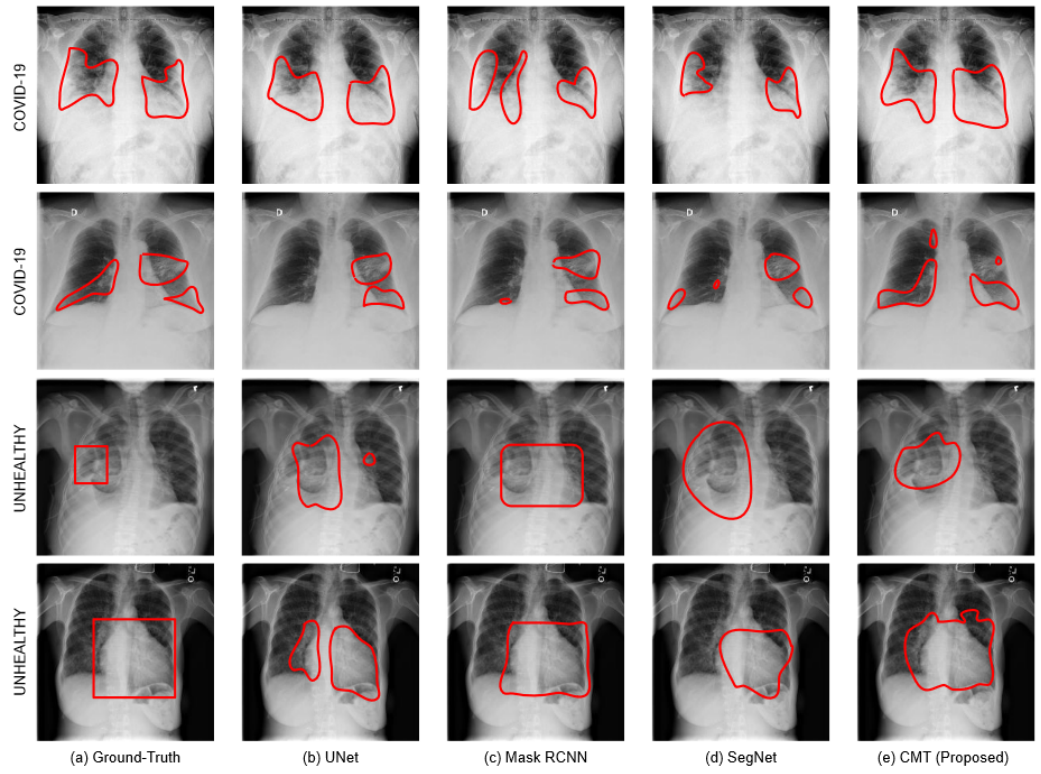 COVID-19
COVID-19
D
D
D
D
D
UNHEALTHY
UNHEALTHY
(a) Ground-Truth
(b) UNet
(c) Mask RCNN
(d) SegNet
(e) CMT (Proposed)